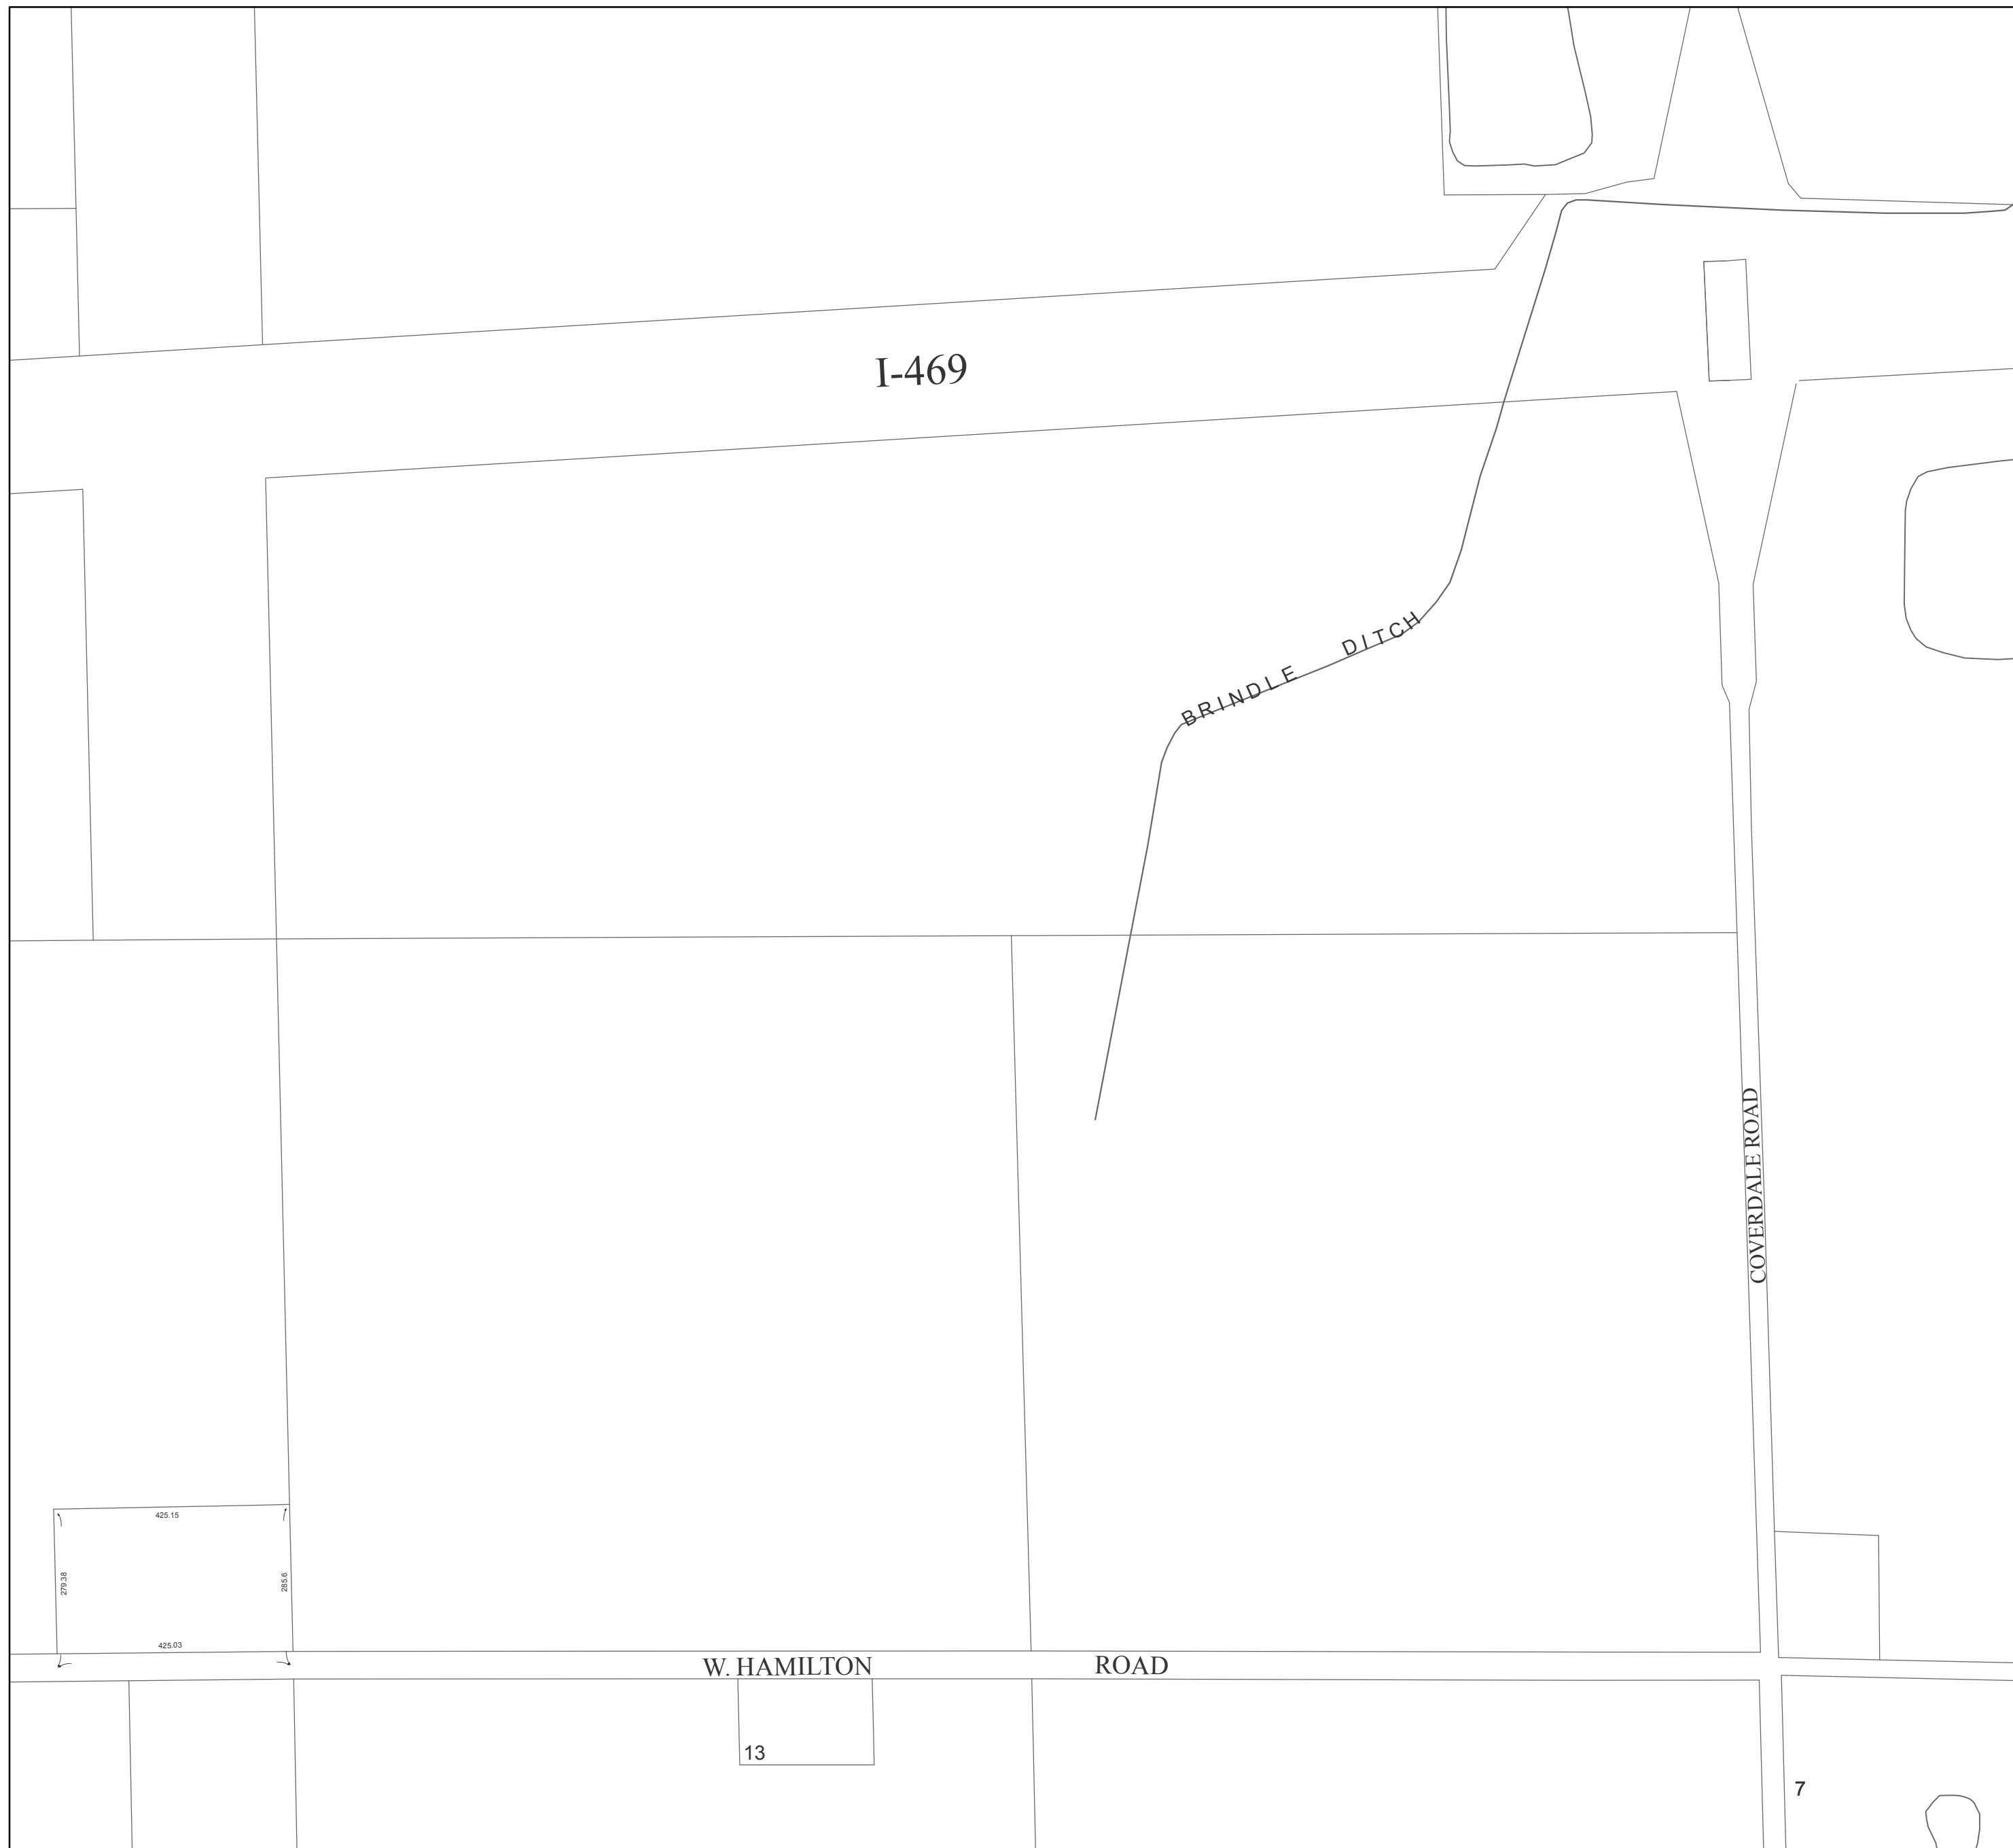 I-469
BRINDLE DITCH
COVERDALE ROAD
425.15
279.38
285.6
425.03
W. HAMILTON ROAD
13
7